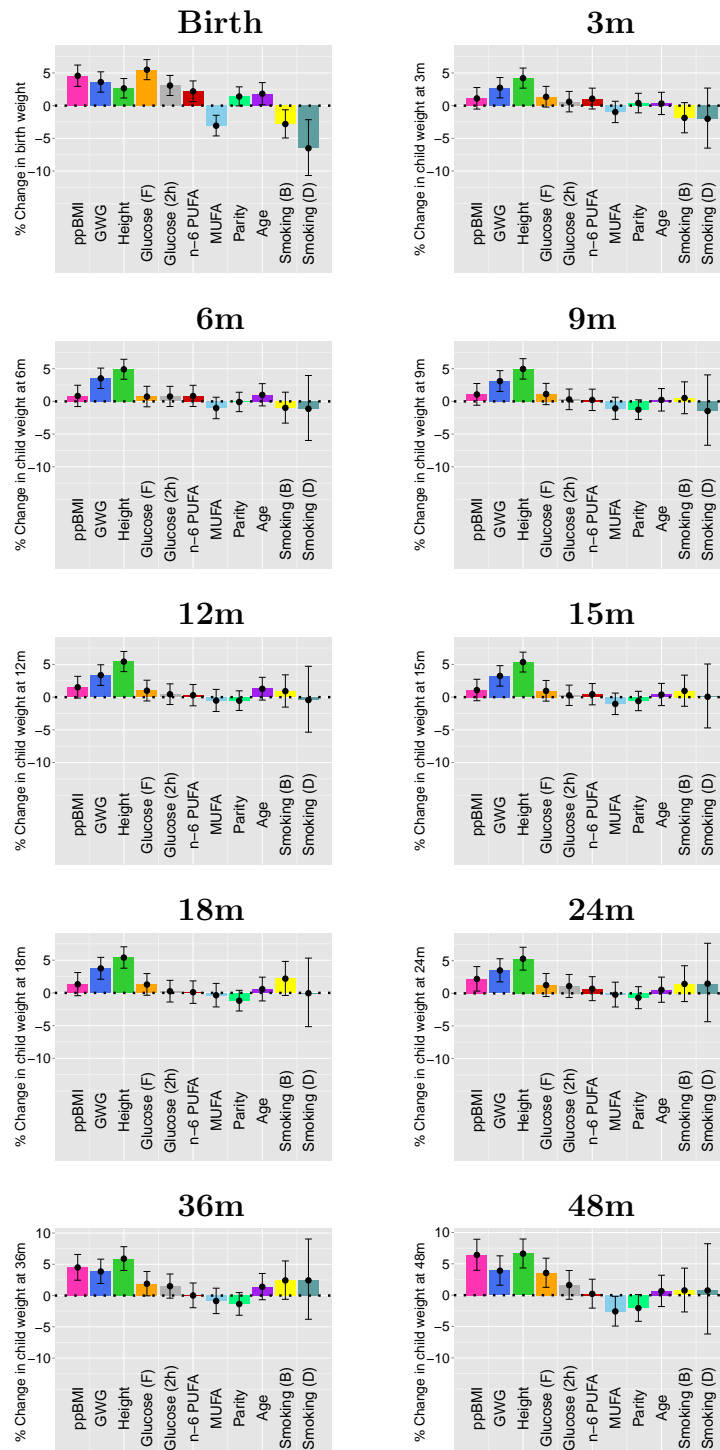 Birth
% Change in birth weight
5
0
−5
−10
ppBMI
GWG
Height
Glucose (F)
Glucose (2h)
n−6 PUFA
MUFA
Parity
Age
Smoking (B)
Smoking (D)
3m
% Change in child weight at 3m
5
0
−5
−10
ppBMI
GWG
Height
Glucose (F)
Glucose (2h)
n−6 PUFA
MUFA
Parity
Age
Smoking (B)
Smoking (D)
6m
% Change in child weight at 6m
5
0
−5
−10
ppBMI
GWG
Height
Glucose (F)
Glucose (2h)
n−6 PUFA
MUFA
Parity
Age
Smoking (B)
Smoking (D)
9m
% Change in child weight at 9m
5
0
−5
−10
ppBMI
GWG
Height
Glucose (F)
Glucose (2h)
n−6 PUFA
MUFA
Parity
Age
Smoking (B)
Smoking (D)
12m
% Change in child weight at 12m
5
0
−5
−10
ppBMI
GWG
Height
Glucose (F)
Glucose (2h)
n−6 PUFA
MUFA
Parity
Age
Smoking (B)
Smoking (D)
15m
% Change in child weight at 15m
5
0
−5
−10
ppBMI
GWG
Height
Glucose (F)
Glucose (2h)
n−6 PUFA
MUFA
Parity
Age
Smoking (B)
Smoking (D)
18m
% Change in child weight at 18m
5
0
−5
−10
ppBMI
GWG
Height
Glucose (F)
Glucose (2h)
n−6 PUFA
MUFA
Parity
Age
Smoking (B)
Smoking (D)
24m
% Change in child weight at 24m
5
0
−5
−10
ppBMI
GWG
Height
Glucose (F)
Glucose (2h)
n−6 PUFA
MUFA
Parity
Age
Smoking (B)
Smoking (D)
36m
% Change in child weight at 36m
10
5
0
−5
−10
ppBMI
GWG
Height
Glucose (F)
Glucose (2h)
n−6 PUFA
MUFA
Parity
Age
Smoking (B)
Smoking (D)
48m
% Change in child weight at 48m
10
5
0
−5
−10
ppBMI
GWG
Height
Glucose (F)
Glucose (2h)
n−6 PUFA
MUFA
Parity
Age
Smoking (B)
Smoking (D)